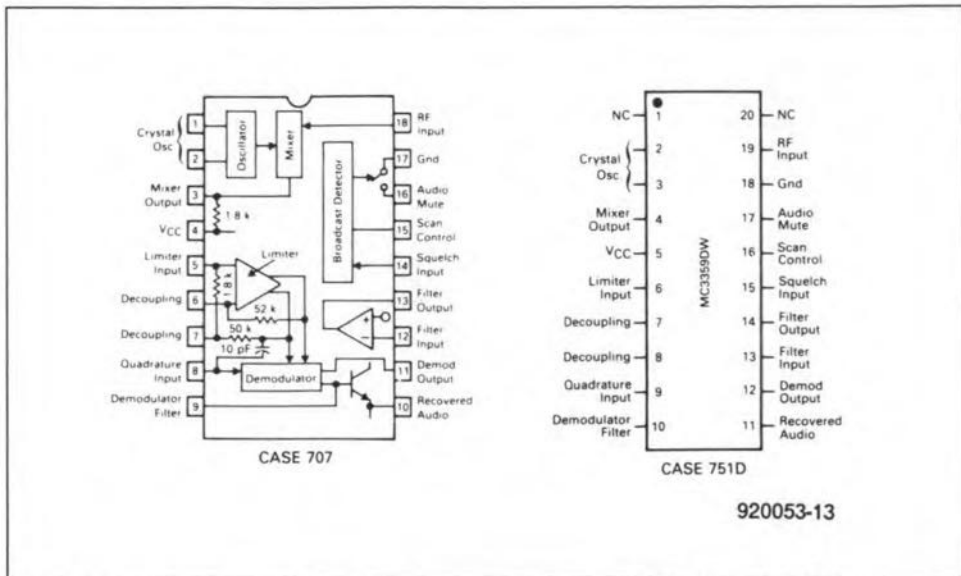 Crystal
Osc
1
2
Mixer
Output
3
VCC
4
Limiter
Input
5
Decoupling
6
Decoupling
7
Quadrature
Input
8
Demodulator
Filter
9
Oscillator
Mixer
1.8 k
Limiter
1.8 k
52 k
50 k
10 pF
Demodulator
Broadcast Detector
+
−
18
RF
Input
17
Gnd
16
Audio
Mute
15
Scan
Control
14
Squelch
Input
13
Filter
Output
12
Filter
Input
11
Demod
Output
10
Recovered
Audio
CASE 707
NC
1
Crystal
Osc
2
3
Mixer
Output
4
VCC
5
Limiter
Input
6
Decoupling
7
Decoupling
8
Quadrature
Input
9
Demodulator
Filter
10
MC3359DW
20
NC
19
RF
Input
18
Gnd
17
Audio
Mute
16
Scan
Control
15
Squelch
Input
14
Filter
Output
13
Filter
Input
12
Demod
Output
11
Recovered
Audio
CASE 751D
920053-13